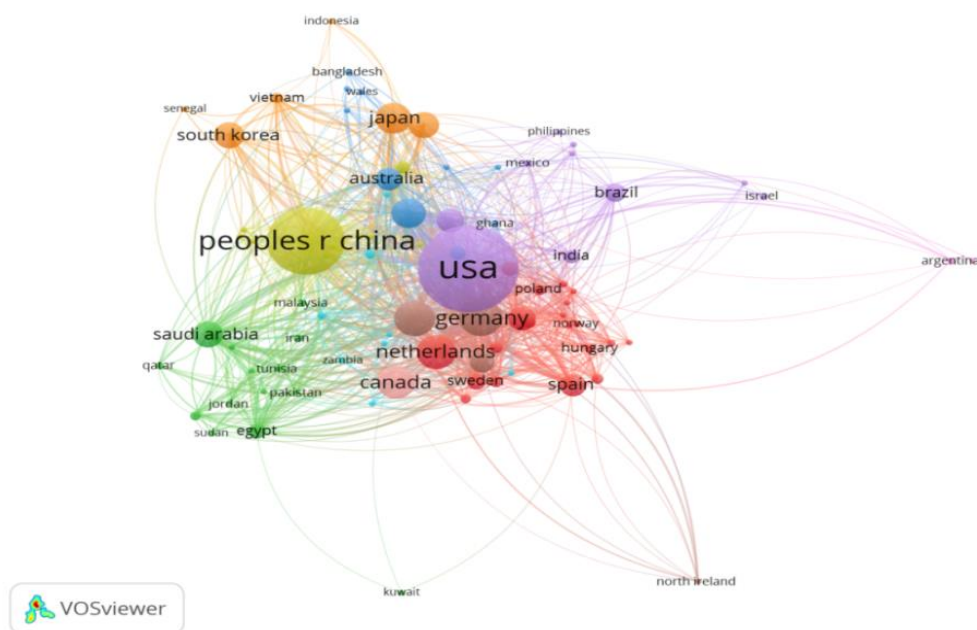 indonesia
bangladesh
wales
vietnam
senegal
japan
south korea
philippines
mexico
australia
brazil
israel
ghana
peoples r china
usa
india
argentina
poland
malaysia
germany
norway
saudi arabia
iran
netherlands
hungary
qatar
zambia
tunisia
canada
sweden
spain
pakistan
jordan
sudan
egypt
north ireland
kuwait
VOSviewer